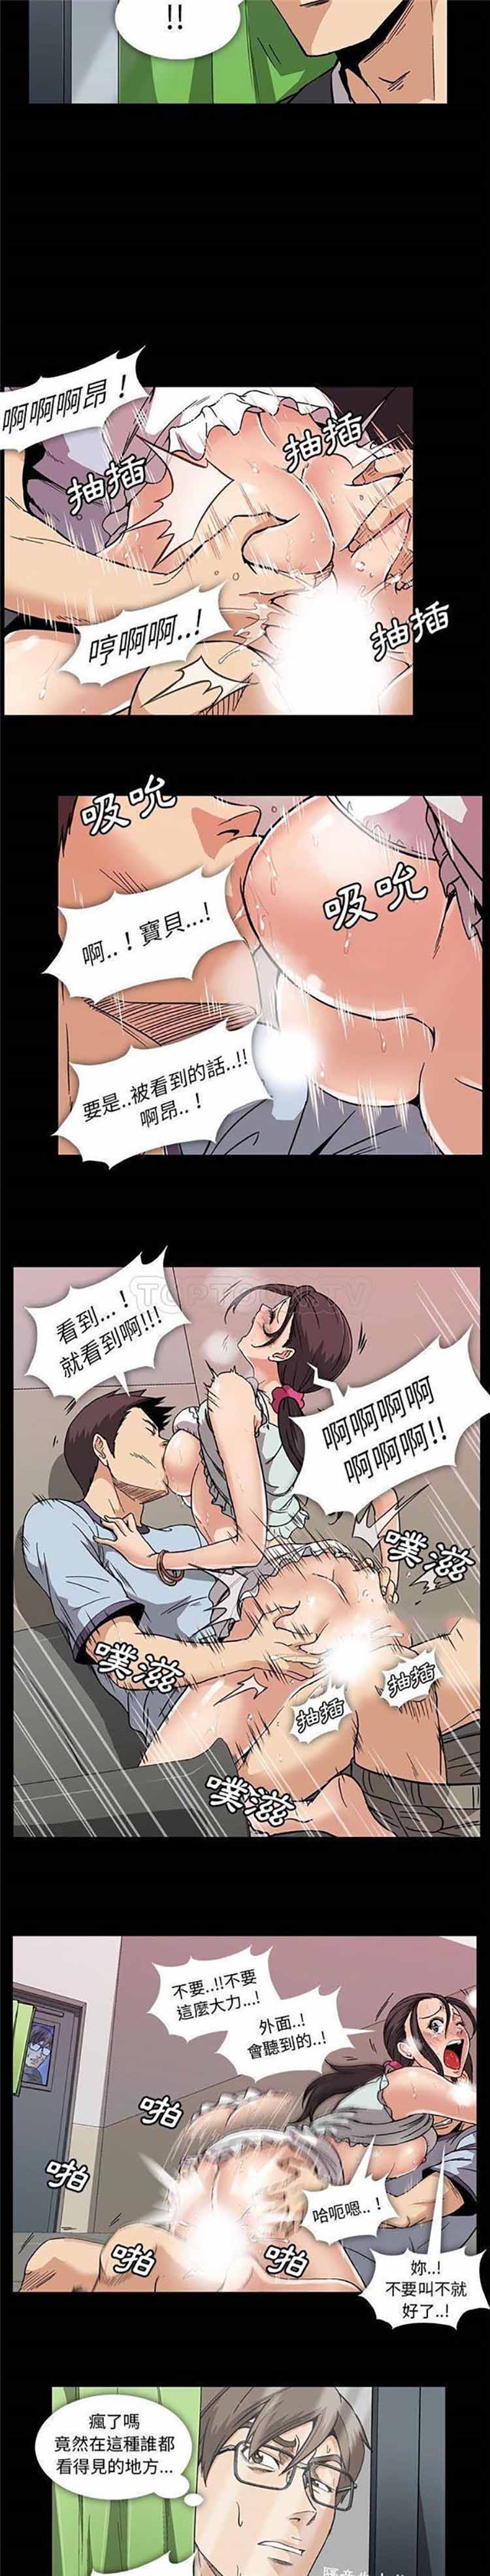 !!
啊啊啊昂！
抽插
抽插
哼啊啊..!
抽插
吸吮
吸吮
啊..！寶貝...!
要是..被看到的話..!!
啊昂..！
TOPTOON.TV
看到...！
就看到啊!!!
啊啊啊啊
啊啊啊!!
噗滋
噗滋
抽插
抽插
噗滋
不要..!!不要
這麼大力...!
外面..!
會聽到的..!
啪
啪
啪
啪
哈呃嗯..！
妳..!
不要叫不就
好了..!
瘋了嗎
竟然在這種誰都
看得見的地方...